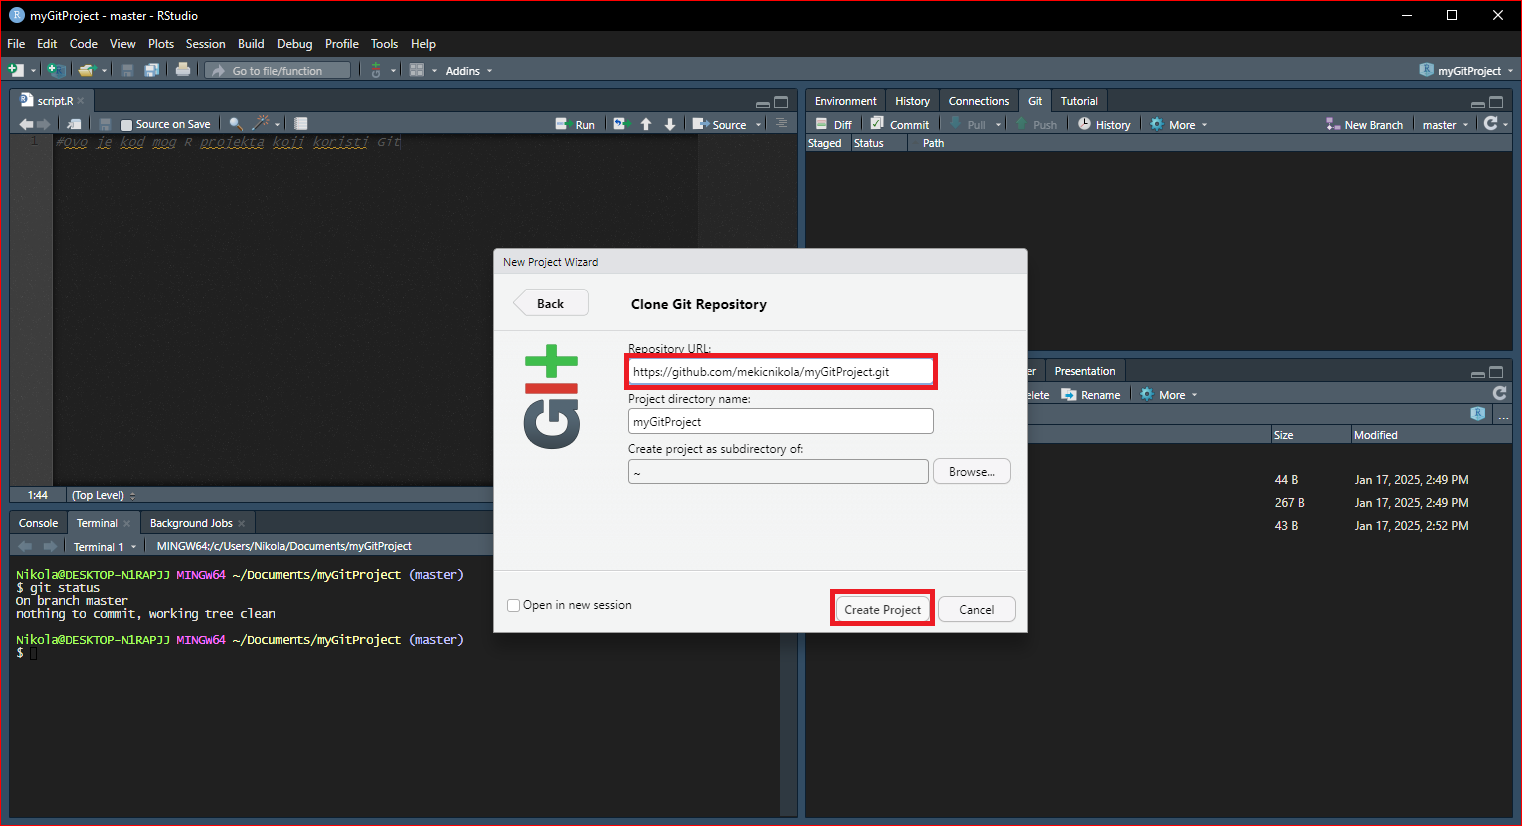 myGitProject - master - RStudio
File Edit Code View Plots Session Build Debug Profile Tools Help
Go to file/function Addins myGitProject
script.R
Source on Save Run Source
1 #Ovo je kod mog R projekta koji koristi Git
1:44 (Top Level)
Environment History Connections Git Tutorial
Diff Commit Pull Push History More New Branch master
Staged Status Path
New Project Wizard
Back Clone Git Repository
Git
Repository URL:
https://github.com/mekicnikola/myGitProject.git
Project directory name:
myGitProject
Create project as subdirectory of:
~ Browse...
Open in new session Create Project Cancel
er Presentation
elete Rename More
...
Size Modified
44 B Jan 17, 2025, 2:49 PM
267 B Jan 17, 2025, 2:49 PM
43 B Jan 17, 2025, 2:52 PM
Console Terminal Background Jobs
Terminal 1 MINGW64:/c/Users/Nikola/Documents/myGitProject
Nikola@DESKTOP-N1RAPJJ MINGW64 ~/Documents/myGitProject (master)
$ git status
On branch master
nothing to commit, working tree clean
Nikola@DESKTOP-N1RAPJJ MINGW64 ~/Documents/myGitProject (master)
$